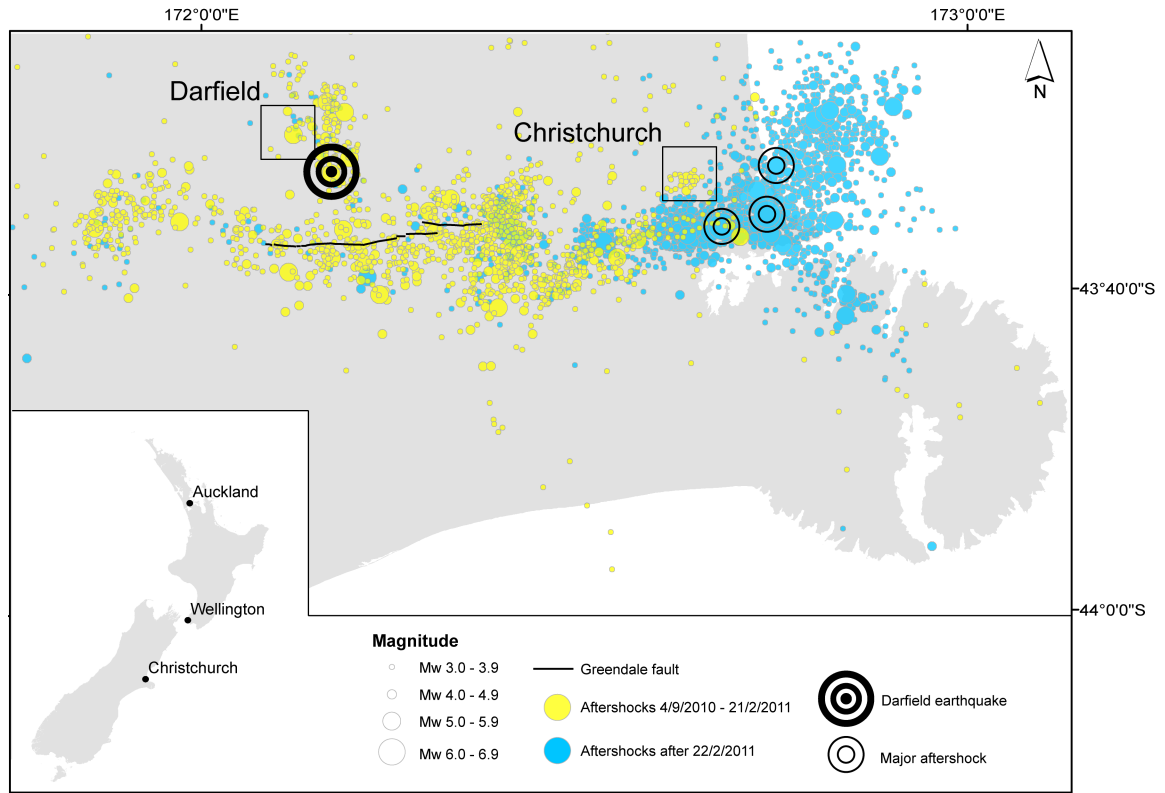 172°0'0"E
173°0'0"E
N
Darfield
Christchurch
43°40'0"S
Auckland
Wellington
Christchurch
44°0'0"S
Magnitude
Mw 3.0 - 3.9
Mw 4.0 - 4.9
Mw 5.0 - 5.9
Mw 6.0 - 6.9
Greendale fault
Aftershocks 4/9/2010 - 21/2/2011
Aftershocks after 22/2/2011
Darfield earthquake
Major aftershock